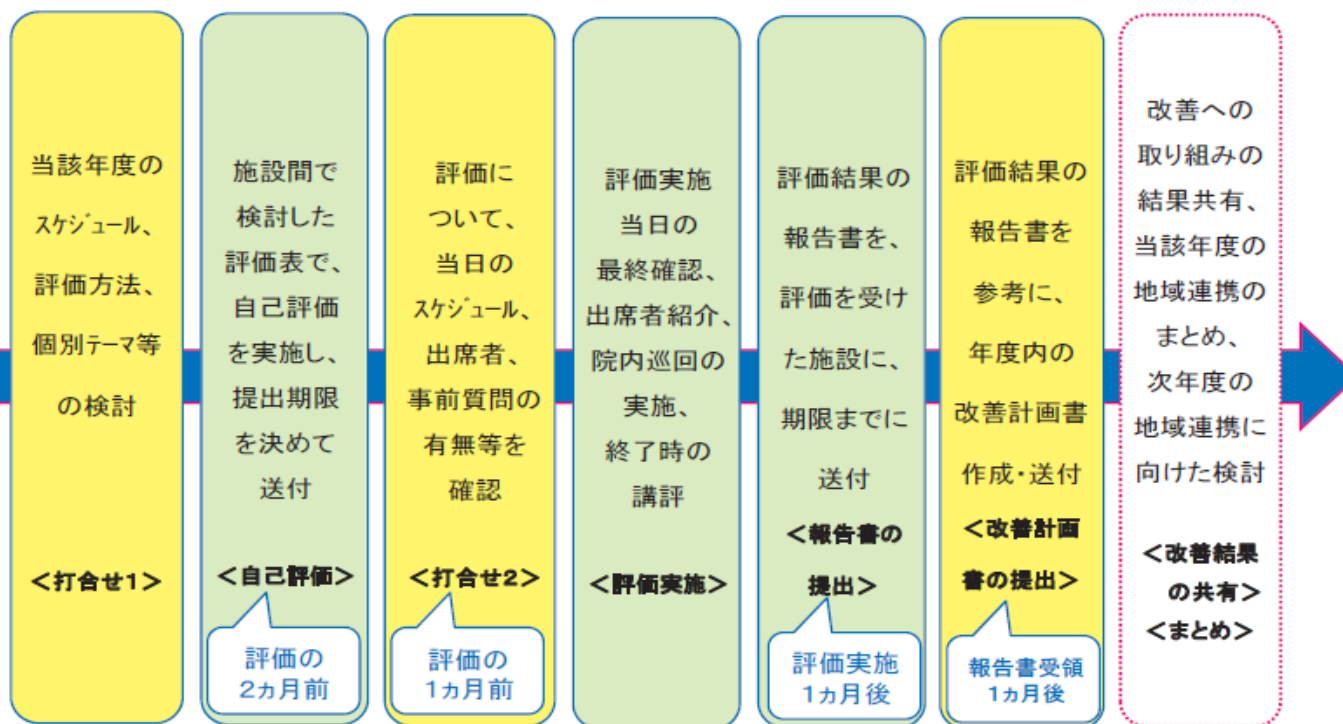 当該年度の
スケジュール、
評価方法、
個別テーマ等
の検討
＜打合せ1＞
施設間で
検討した
評価表で、
自己評価
を実施し、
提出期限
を決めて
送付
＜自己評価＞
評価の
2ヵ月前
評価に
ついて、
当日の
スケジュール、
出席者、
事前質問の
有無等を
確認
＜打合せ2＞
評価の
1ヵ月前
評価実施
当日の
最終確認、
出席者紹介、
院内巡回の
実施、
終了時の
講評
＜評価実施＞
評価結果の
報告書を、
評価を受け
た施設に、
期限までに
送付
＜報告書の
提出＞
評価実施
1ヵ月後
評価結果の
報告書を
参考に、
年度内の
改善計画書
作成・送付
＜改善計画
書の提出＞
報告書受領
1ヵ月後
改善への
取り組みの
結果共有、
当該年度の
地域連携の
まとめ、
次年度の
地域連携に
向けた検討
＜改善結果
の共有＞
＜まとめ＞